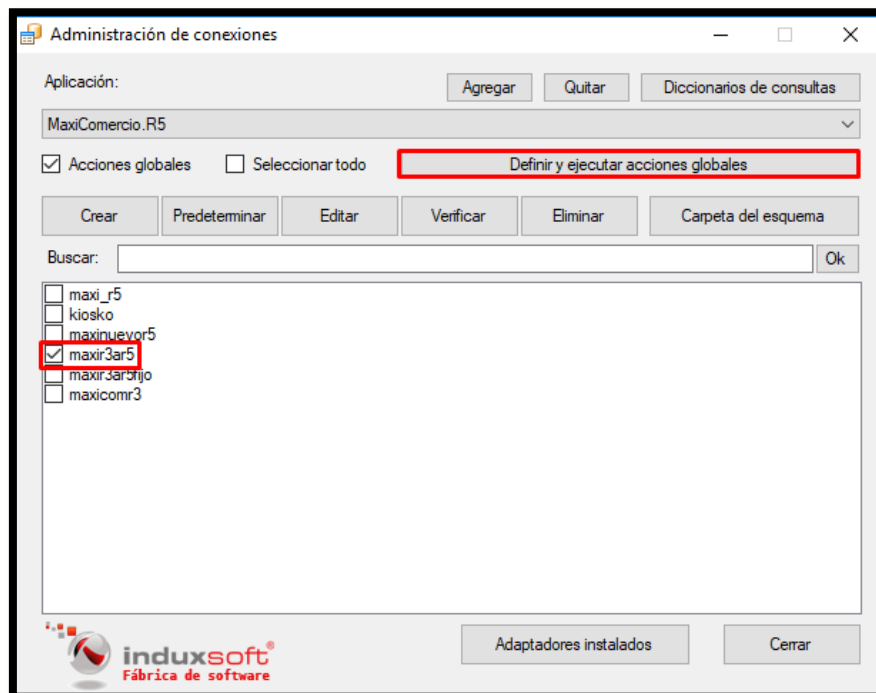 Administración de conexiones
Aplicación:
Agregar
Quitar
Diccionarios de consultas
MaxiComercio.R5
Acciones globales
Seleccionar todo
Definir y ejecutar acciones globales
Crear
Predeterminar
Editar
Verificar
Eliminar
Carpeta del esquema
Buscar:
Ok
maxi_r5
kiosko
maxinuevor5
maxir3ar5
maxir3ar5fijo
maxicomr3
induxsoft®
Fábrica de software
Adaptadores instalados
Cerrar